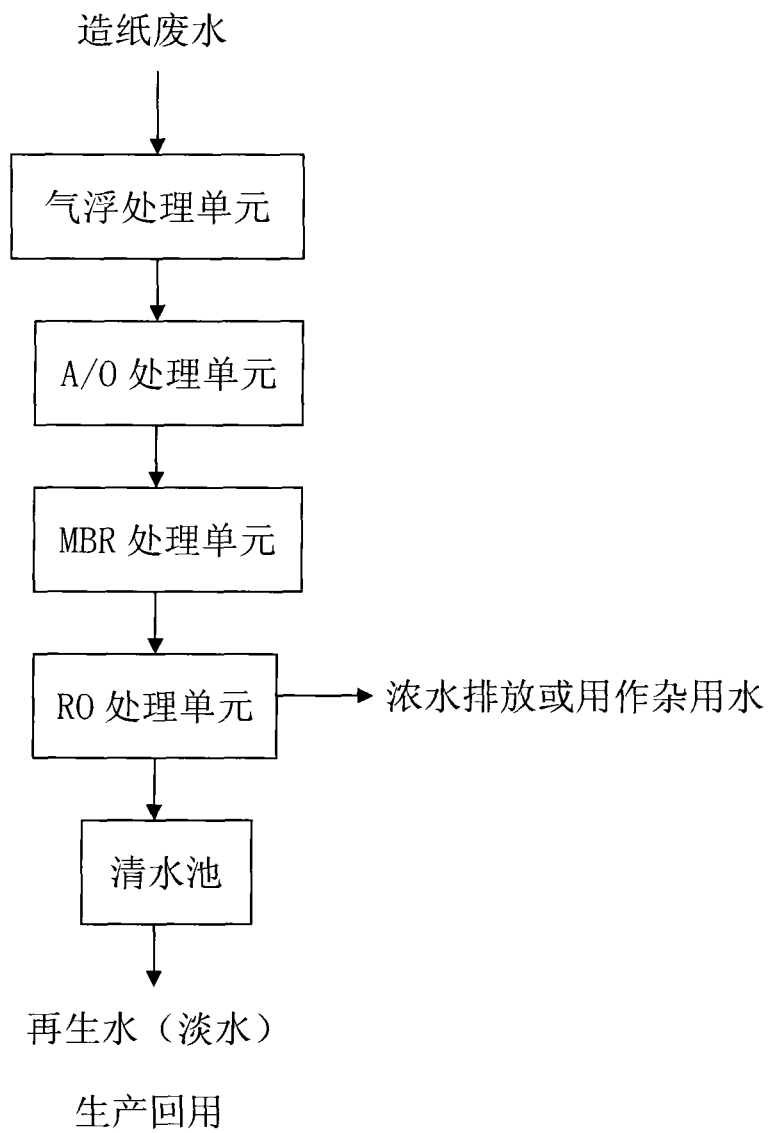 造纸废水
气浮处理单元
A/O 处理单元
MBR 处理单元
RO 处理单元
浓水排放或用作杂用水
清水池
再生水（淡水）
生产回用